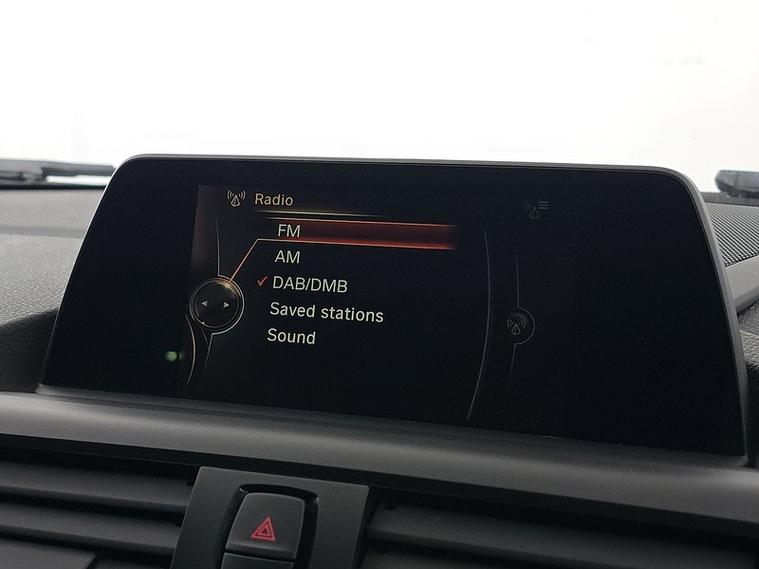 Radio
FM
AM
DAB/DMB
Saved stations
Sound